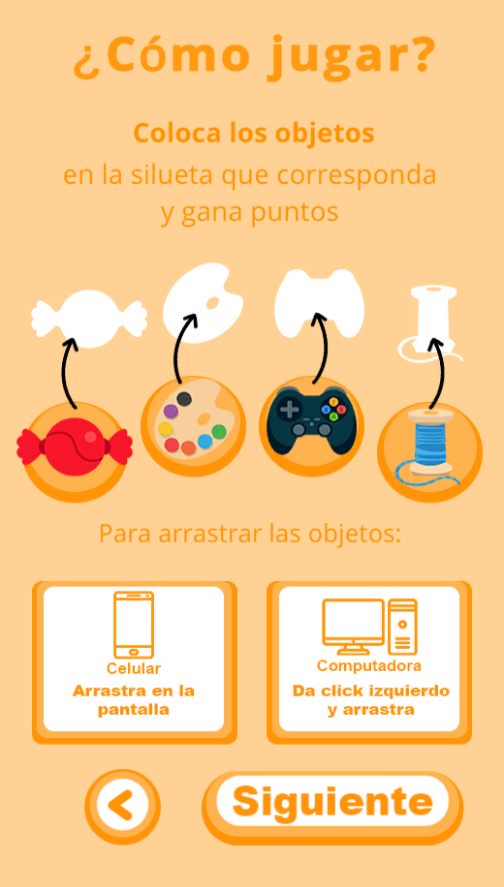 ¿Cómo jugar?
Coloca los objetos
en la silueta que corresponda
y gana puntos
Para arrastrar las objetos:
Celular
Arrastra en la
pantalla
Computadora
Da click izquierdo
y arrastra
Siguiente